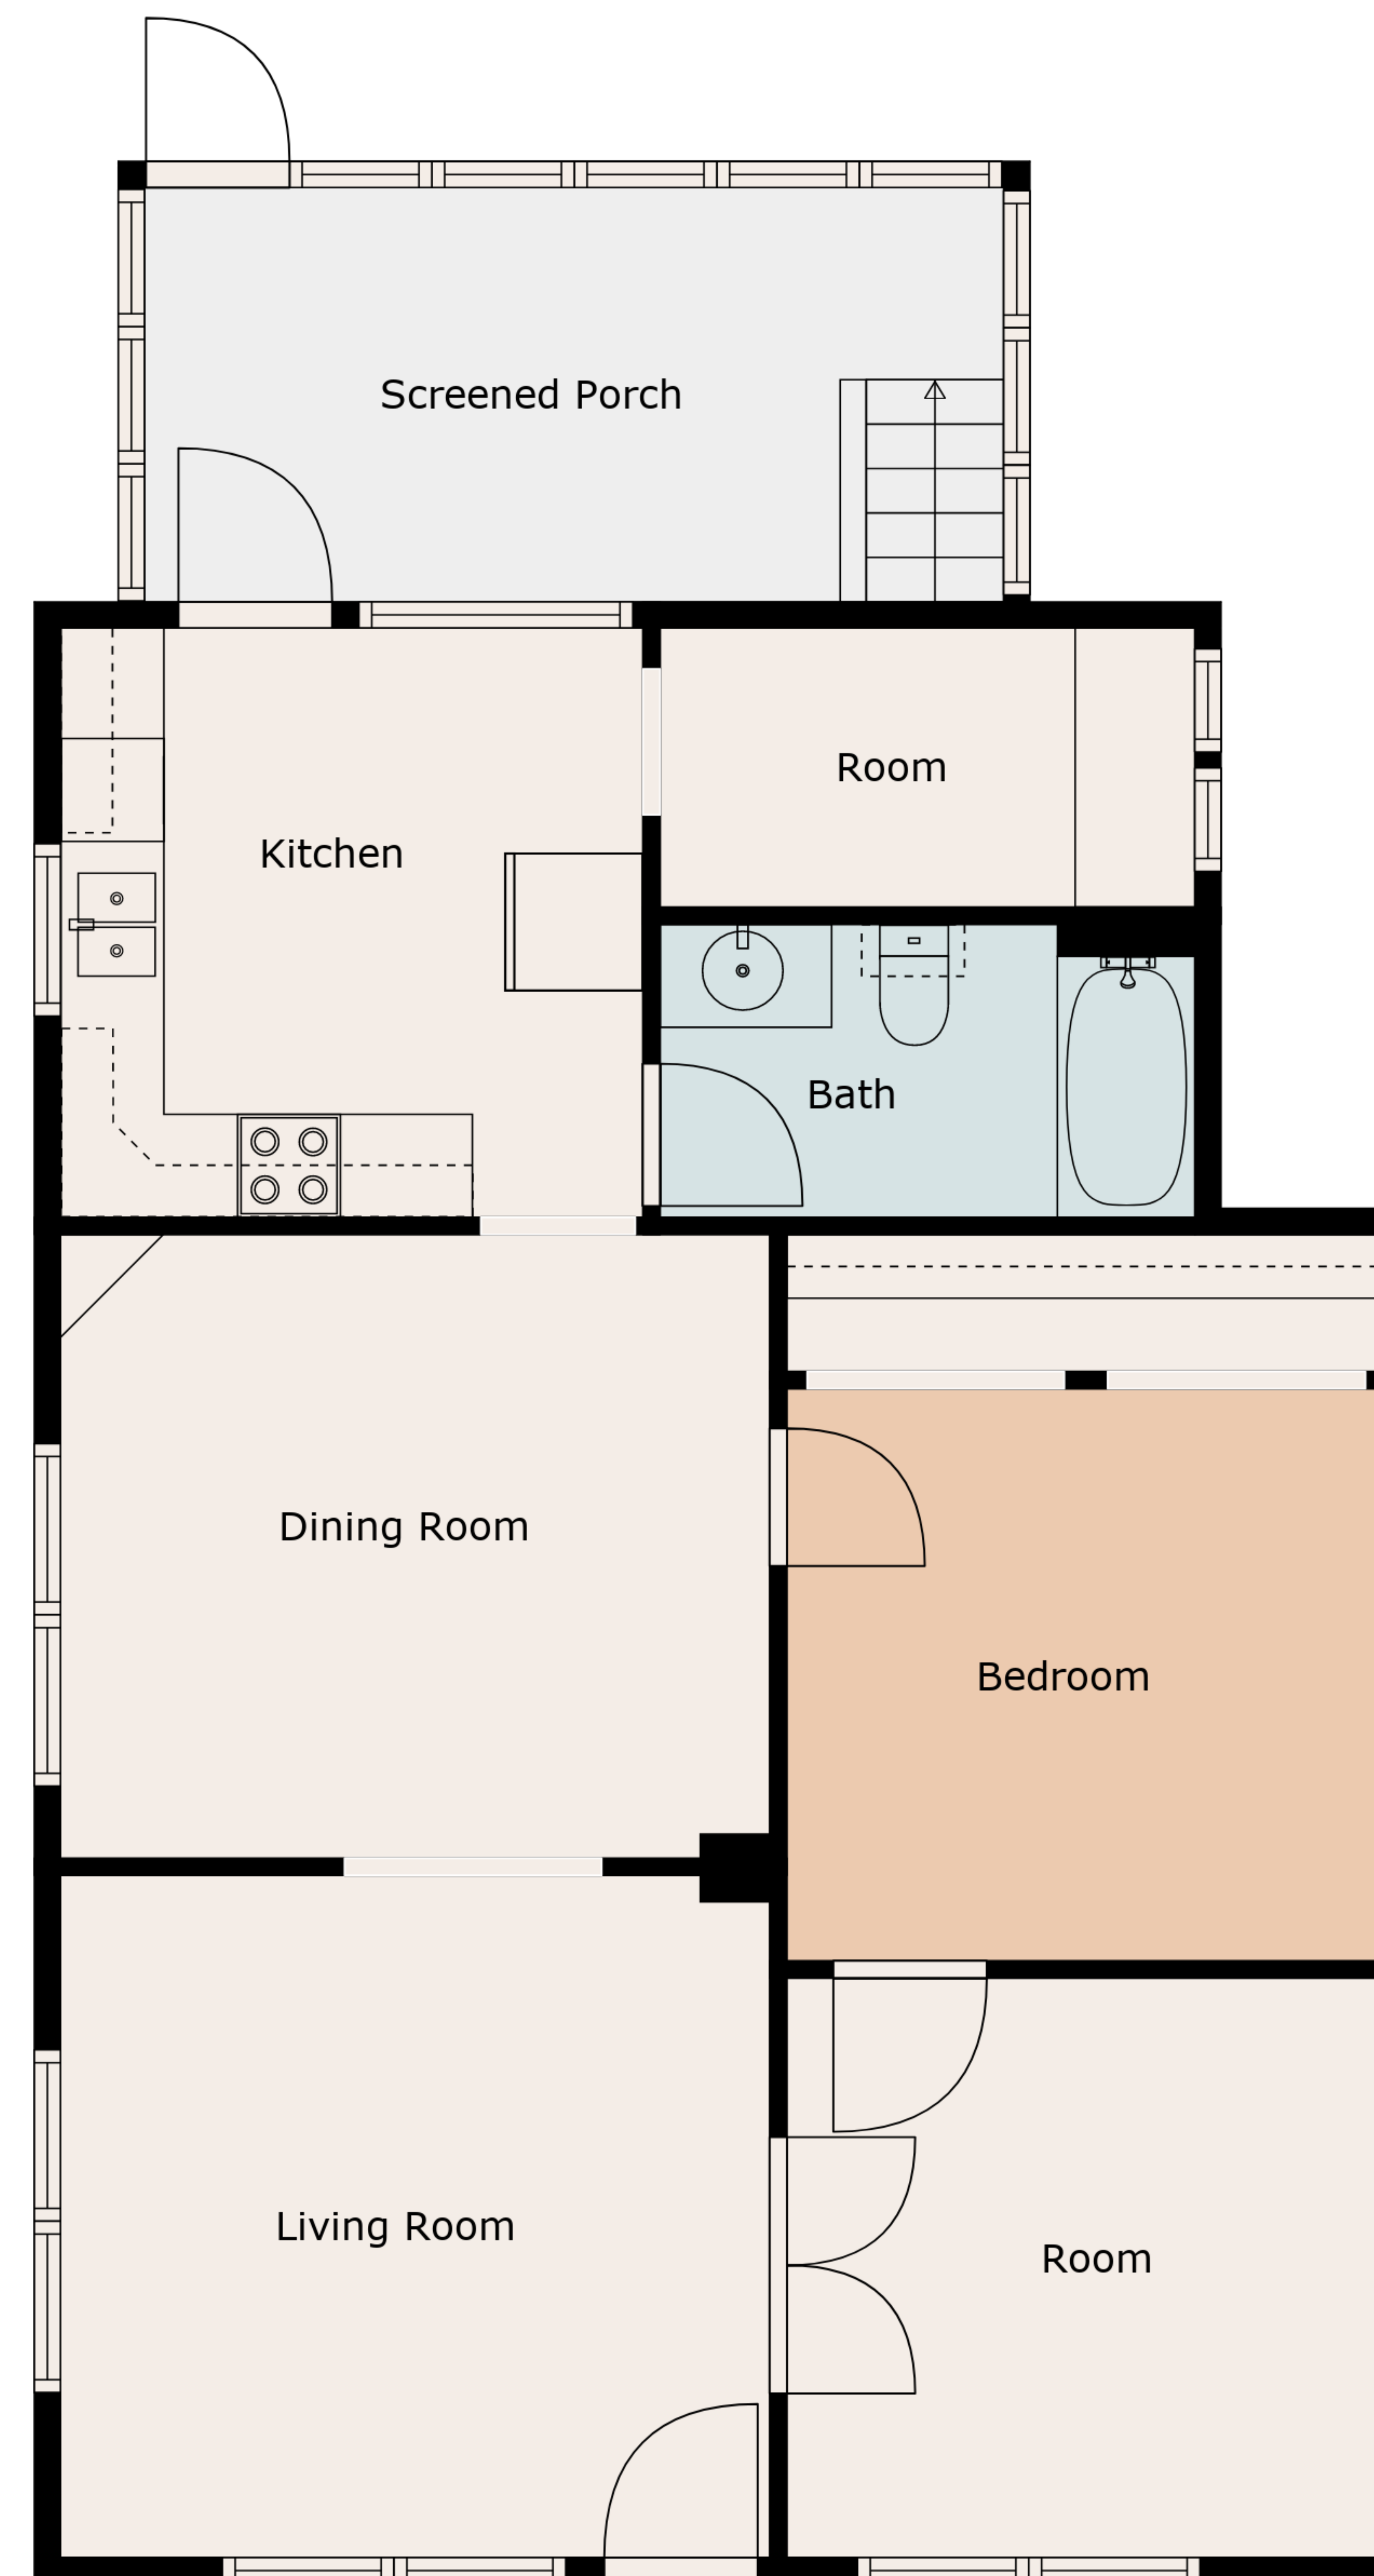 Screened Porch
Room
Kitchen
Bath
Dining Room
Bedroom
Living Room
Room